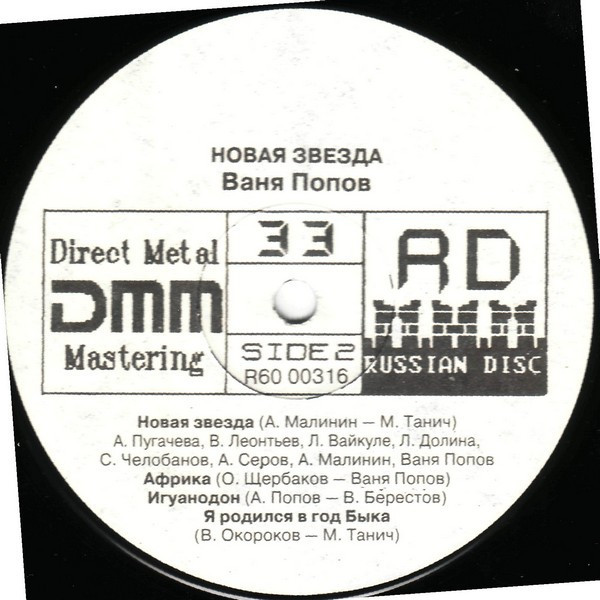 НОВАЯ ЗВЕЗДА
Ваня Попов
Direct Metal
DMM
Mastering
33
SIDE 2
R60 00316
RD
RUSSIAN DISC
Новая звезда (А. Малинин — М. Танич)
А. Пугачева, В. Леонтьев, Л. Вайкуле, Л. Долина,
С. Челобанов, А. Серов, А. Малинин, Ваня Попов
Африка (О. Щербаков — Ваня Попов)
Игуанодон (А. Попов — В. Берестов)
Я родился в год Быка
(В. Окороков — М. Танич)